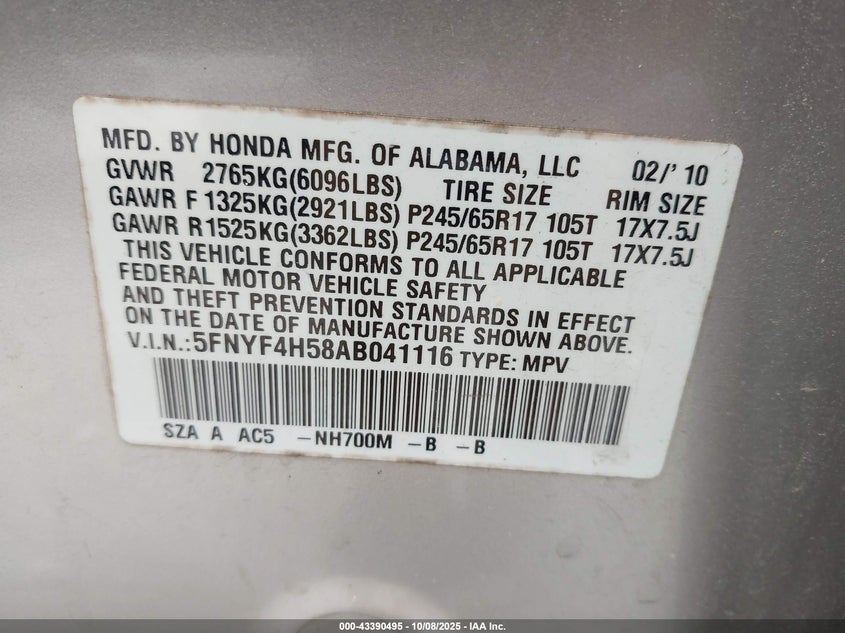 MFD. BY HONDA MFG. OF ALABAMA, LLC 02/'10
GVWR 2765KG(6096LBS) TIRE SIZE RIM SIZE
GAWR F 1325KG(2921LBS) P245/65R17 105T 17X7.5J
GAWR R1525KG(3362LBS) P245/65R17 105T 17X7.5J
THIS VEHICLE CONFORMS TO ALL APPLICABLE
FEDERAL MOTOR VEHICLE SAFETY
AND THEFT PREVENTION STANDARDS IN EFFECT
ON THE DATE OF MANUFACTURE SHOWN ABOVE.
V.I.N.:5FNYF4H58AB041116 TYPE: MPV
SZA A AC5 -NH700M -B -B
000-43390495 - 10/08/2025 - IAA Inc.